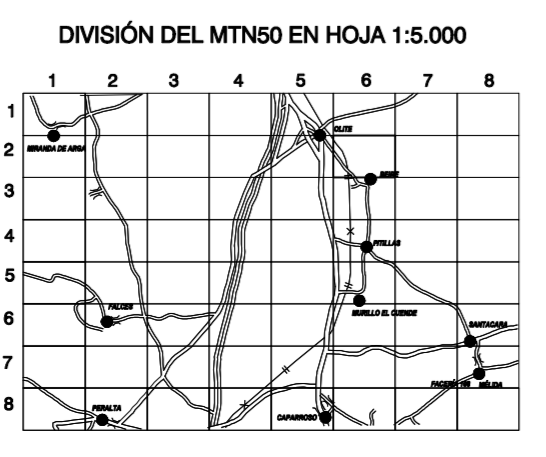 DIVISIÓN DEL MTN50 EN HOJA 1:5.000
1 2 3 4 5 6 7 8
1
OLITE
2
MIRANDA DE ARGA
BEIRE
3
4
PITILLAS
5
FALCES
MURILLO EL CUENDE
6
SANTACARA
7
FACERIA 100 MÉLIDA
PERALTA
8
CAPARROSO